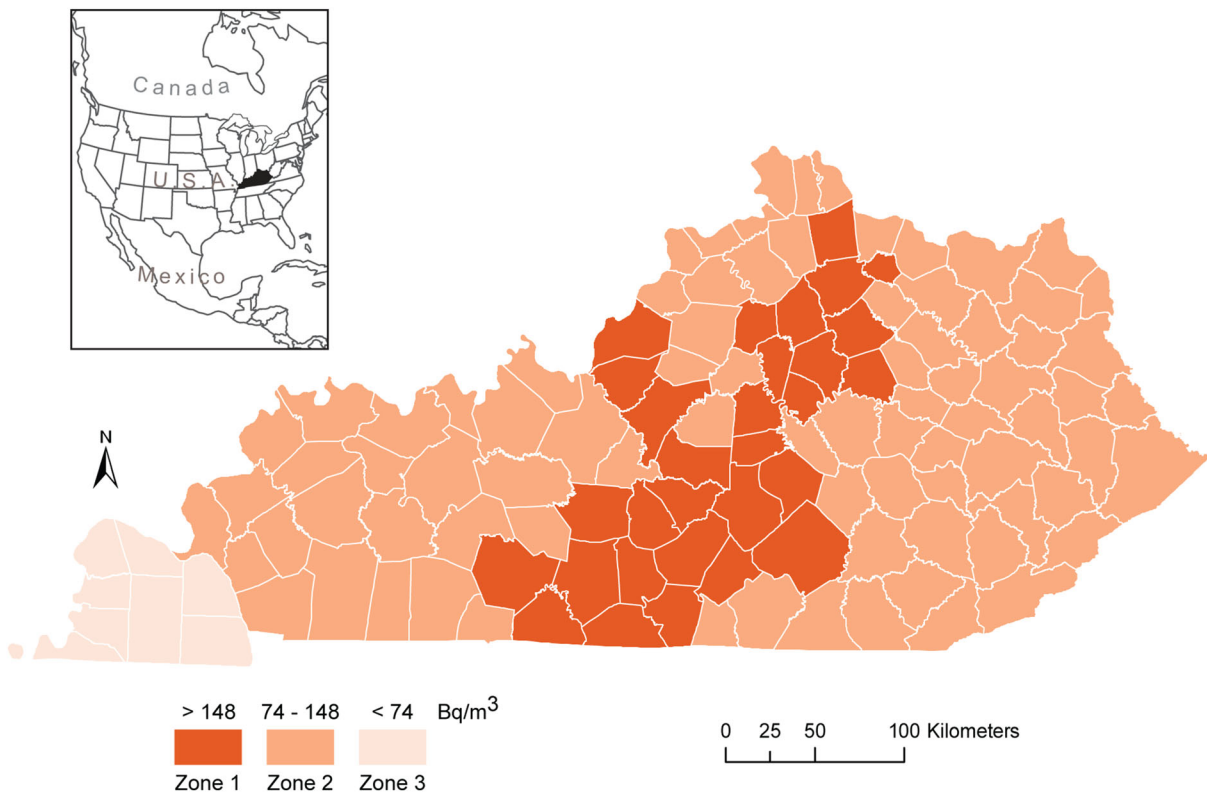 Canada
U.S.A.
Mexico
N
> 148 74 - 148 < 74 Bq/m³
Zone 1 Zone 2 Zone 3
0 25 50 100 Kilometers